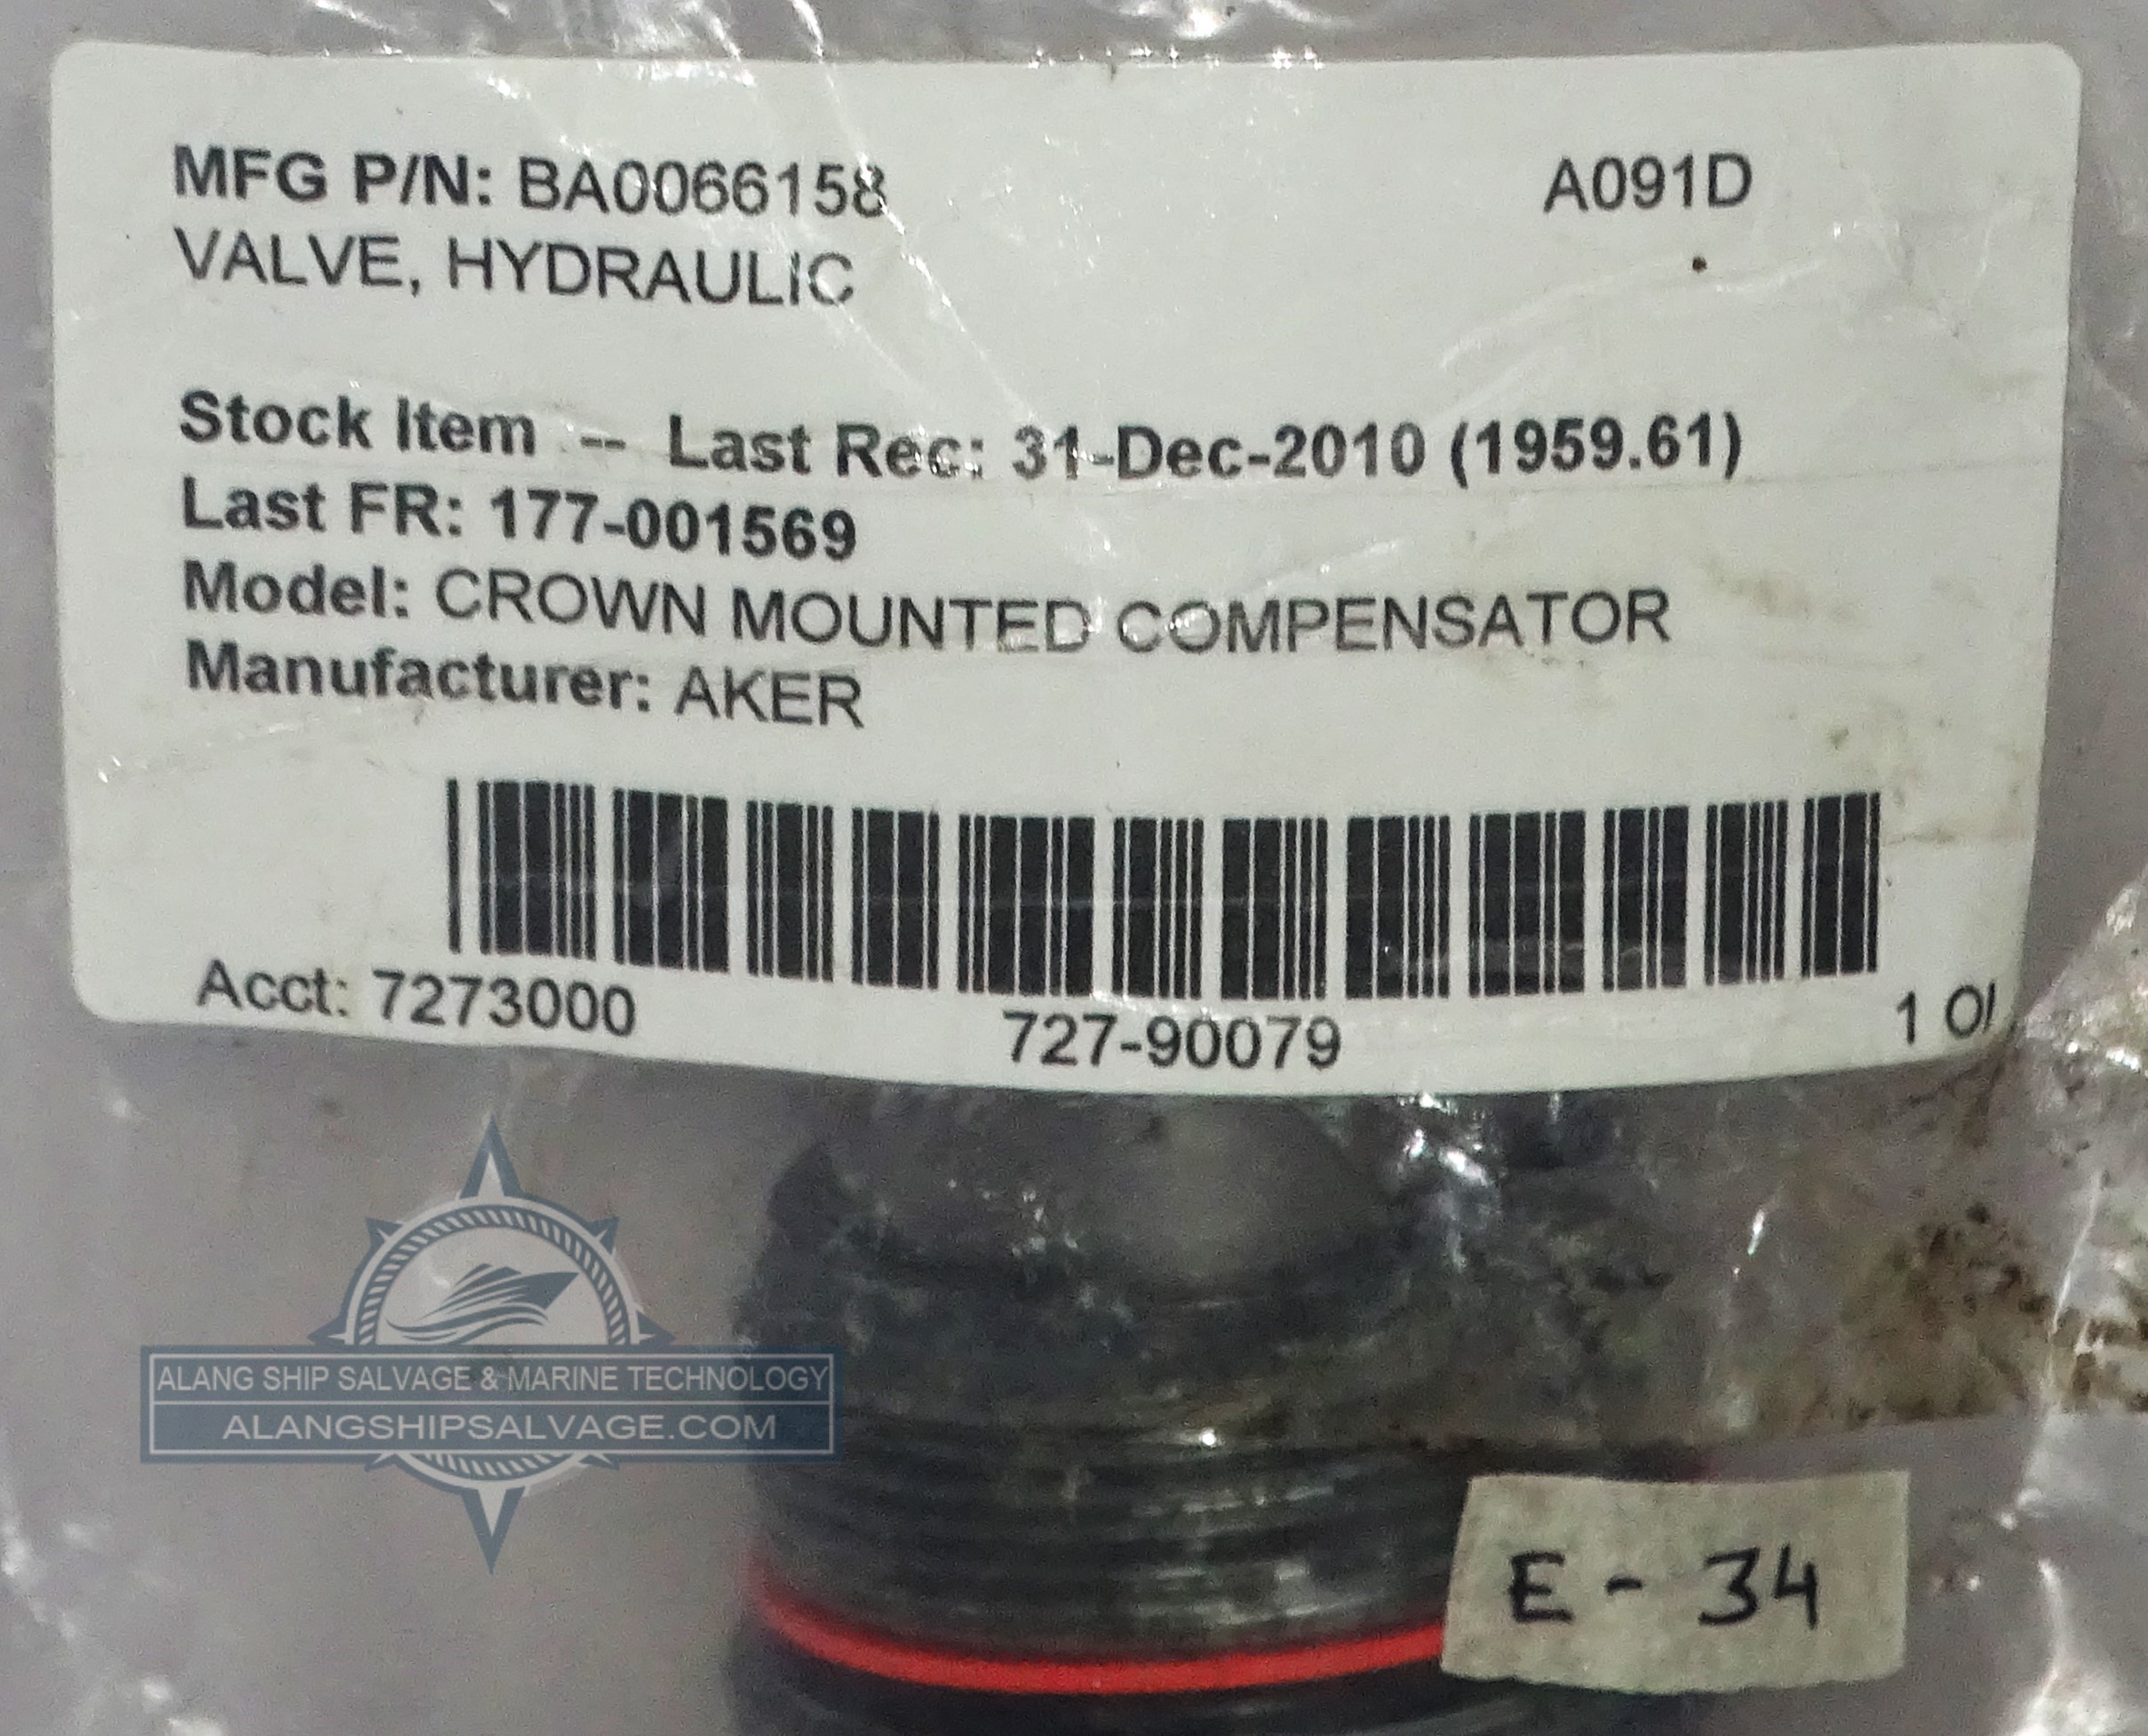 MFG P/N: BA0066158 A091D
VALVE, HYDRAULIC
Stock Item -- Last Rec: 31-Dec-2010 (1959.61)
Last FR: 177-001569
Model: CROWN MOUNTED COMPENSATOR
Manufacturer: AKER
Acct: 7273000 727-90079 1
ALANG SHIP SALVAGE & MARINE TECHNOLOGY
ALANGSHIPSALVAGE.COM
E - 34